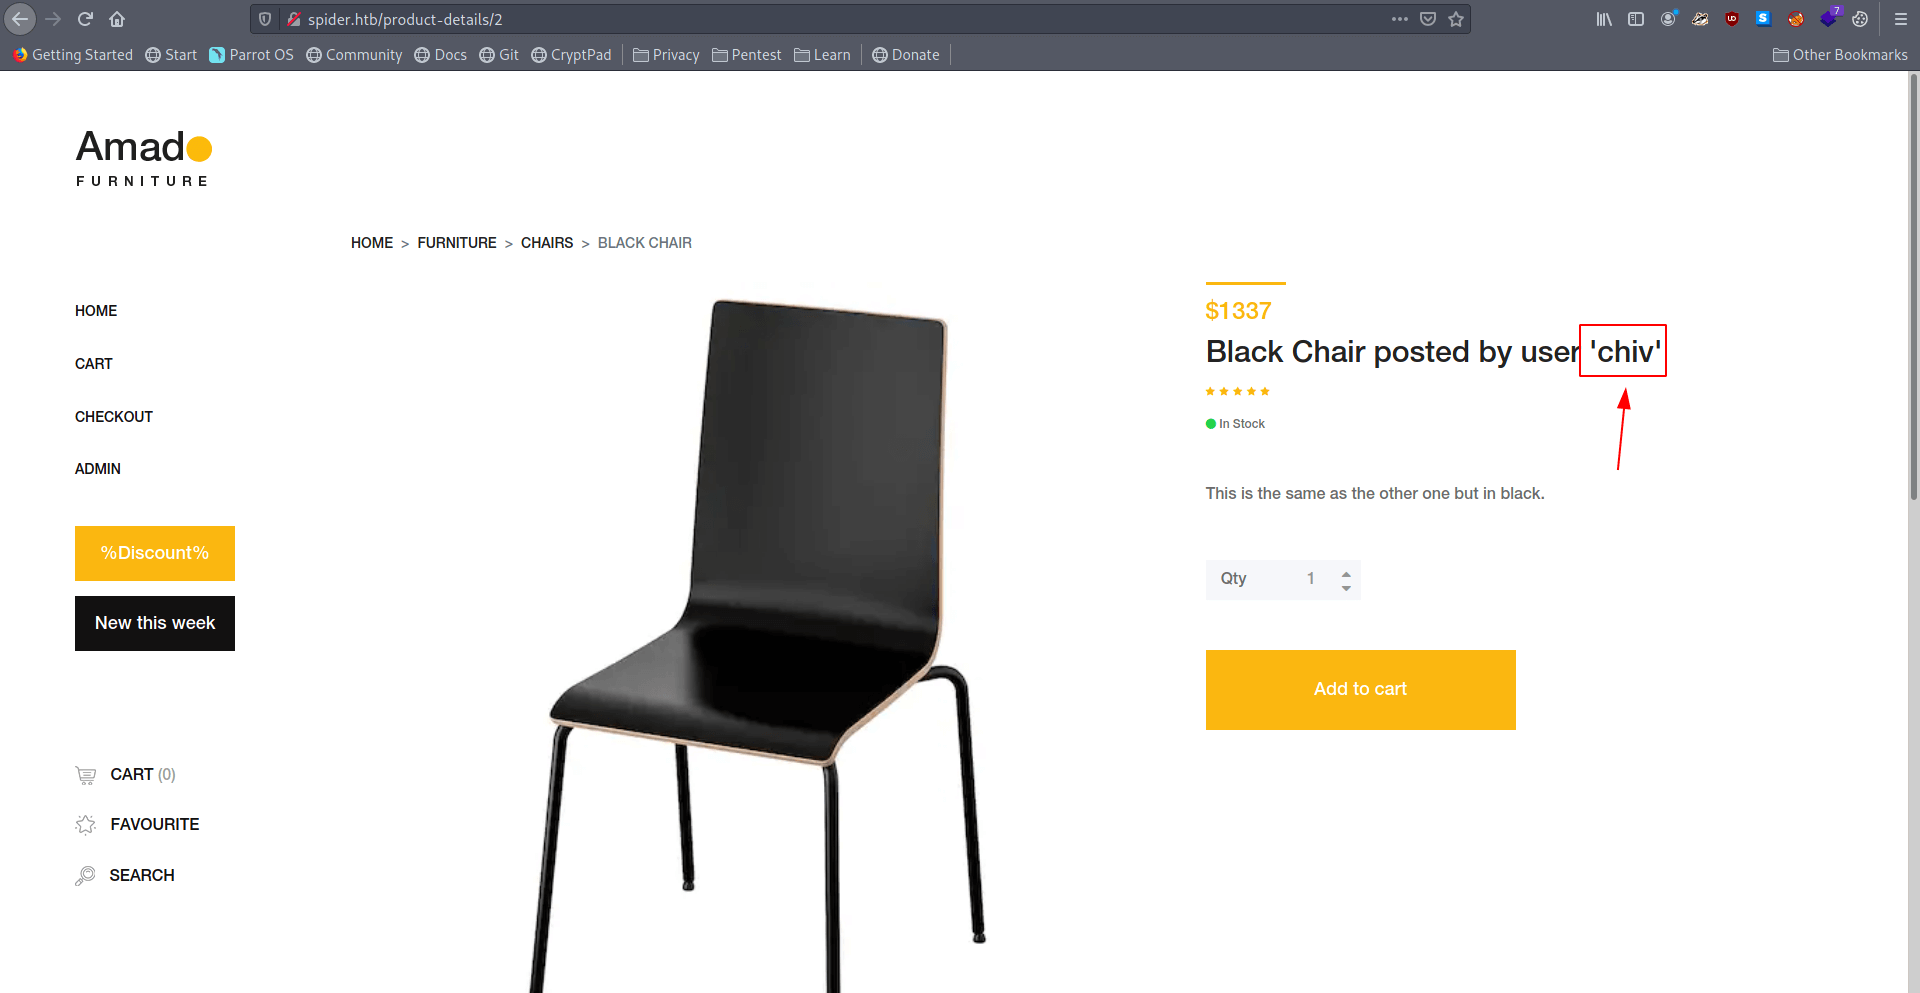 spider.htb/product-details/2
7
Getting Started Start Parrot OS Community Docs Git CryptPad Privacy Pentest Learn Donate Other Bookmarks
Amado
FURNITURE
HOME > FURNITURE > CHAIRS > BLACK CHAIR
HOME
CART
CHECKOUT
ADMIN
%Discount%
New this week
CART (0)
FAVOURITE
SEARCH
$1337
Black Chair posted by user 'chiv'
In Stock
This is the same as the other one but in black.
Qty 1
Add to cart